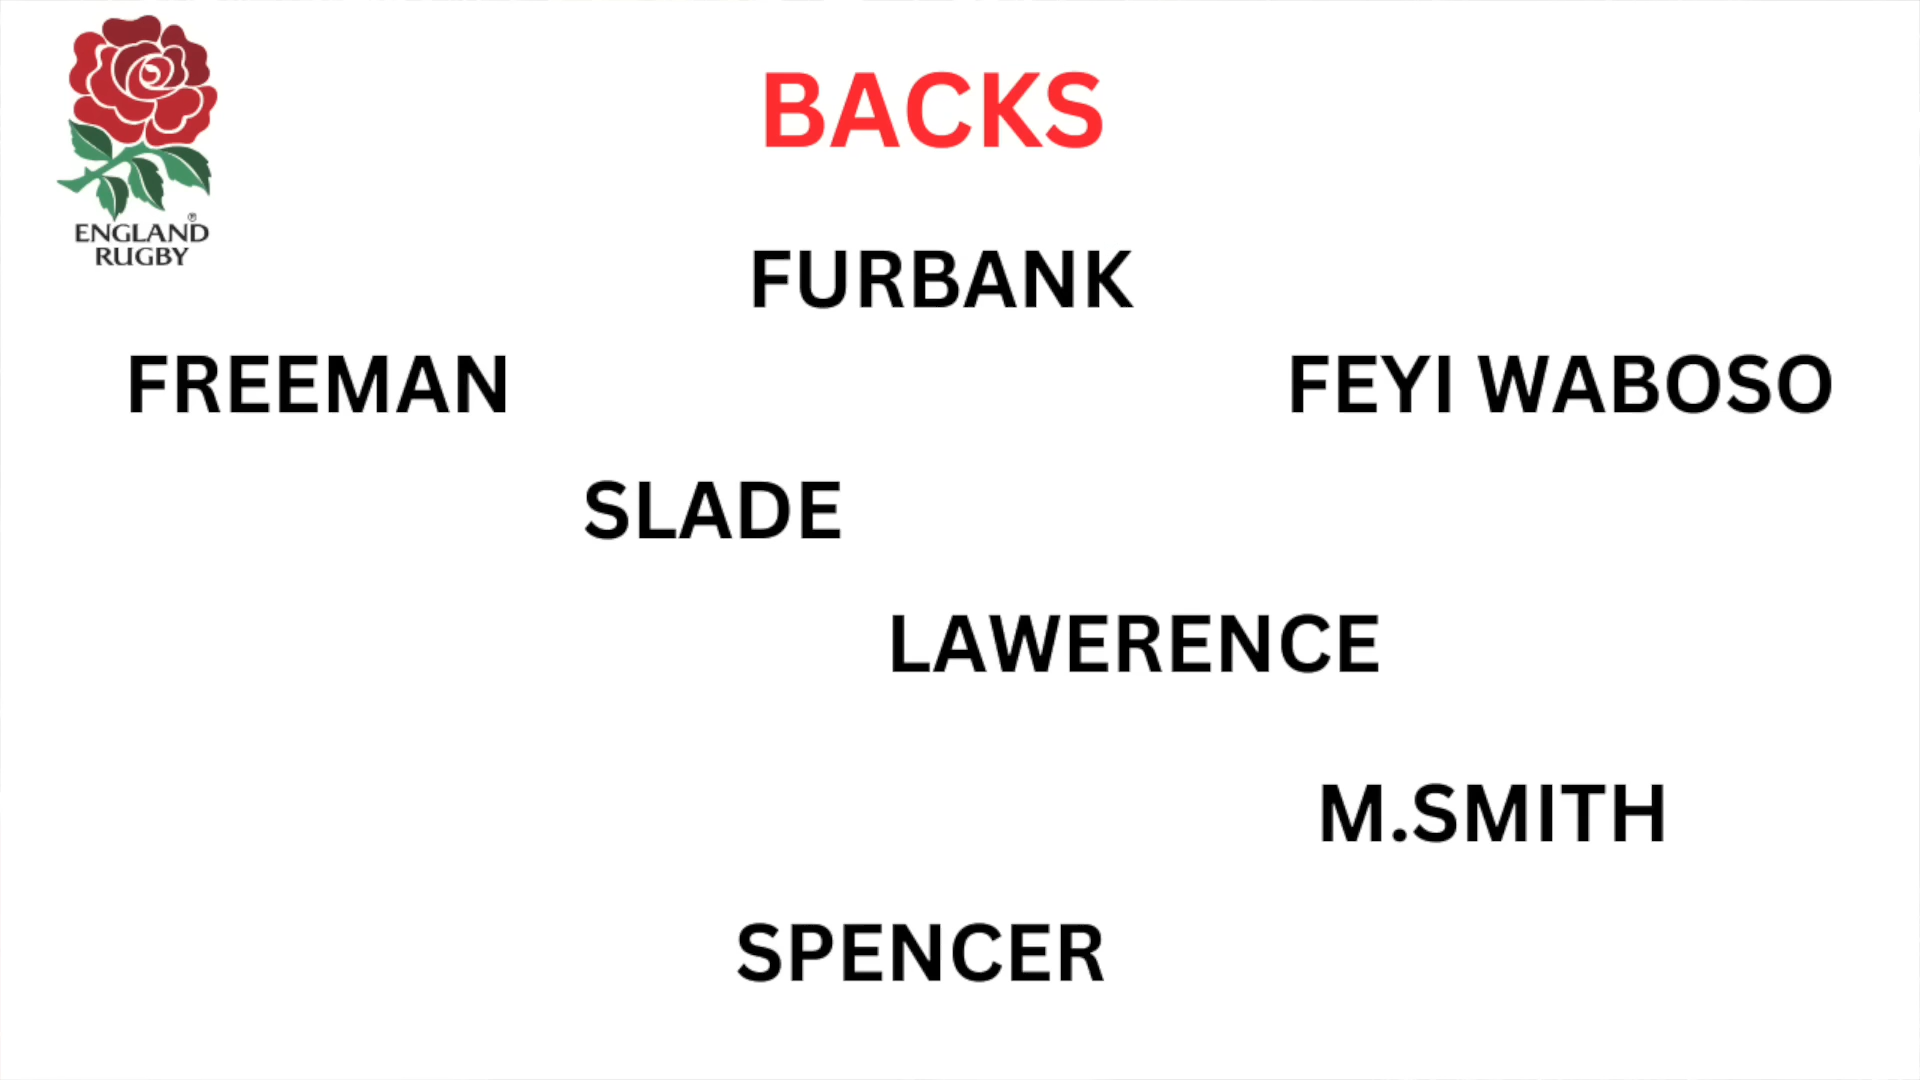 BACKS
ENGLAND
RUGBY
®
FURBANK
FREEMAN
FEYI WABOSO
SLADE
LAWERENCE
M.SMITH
SPENCER